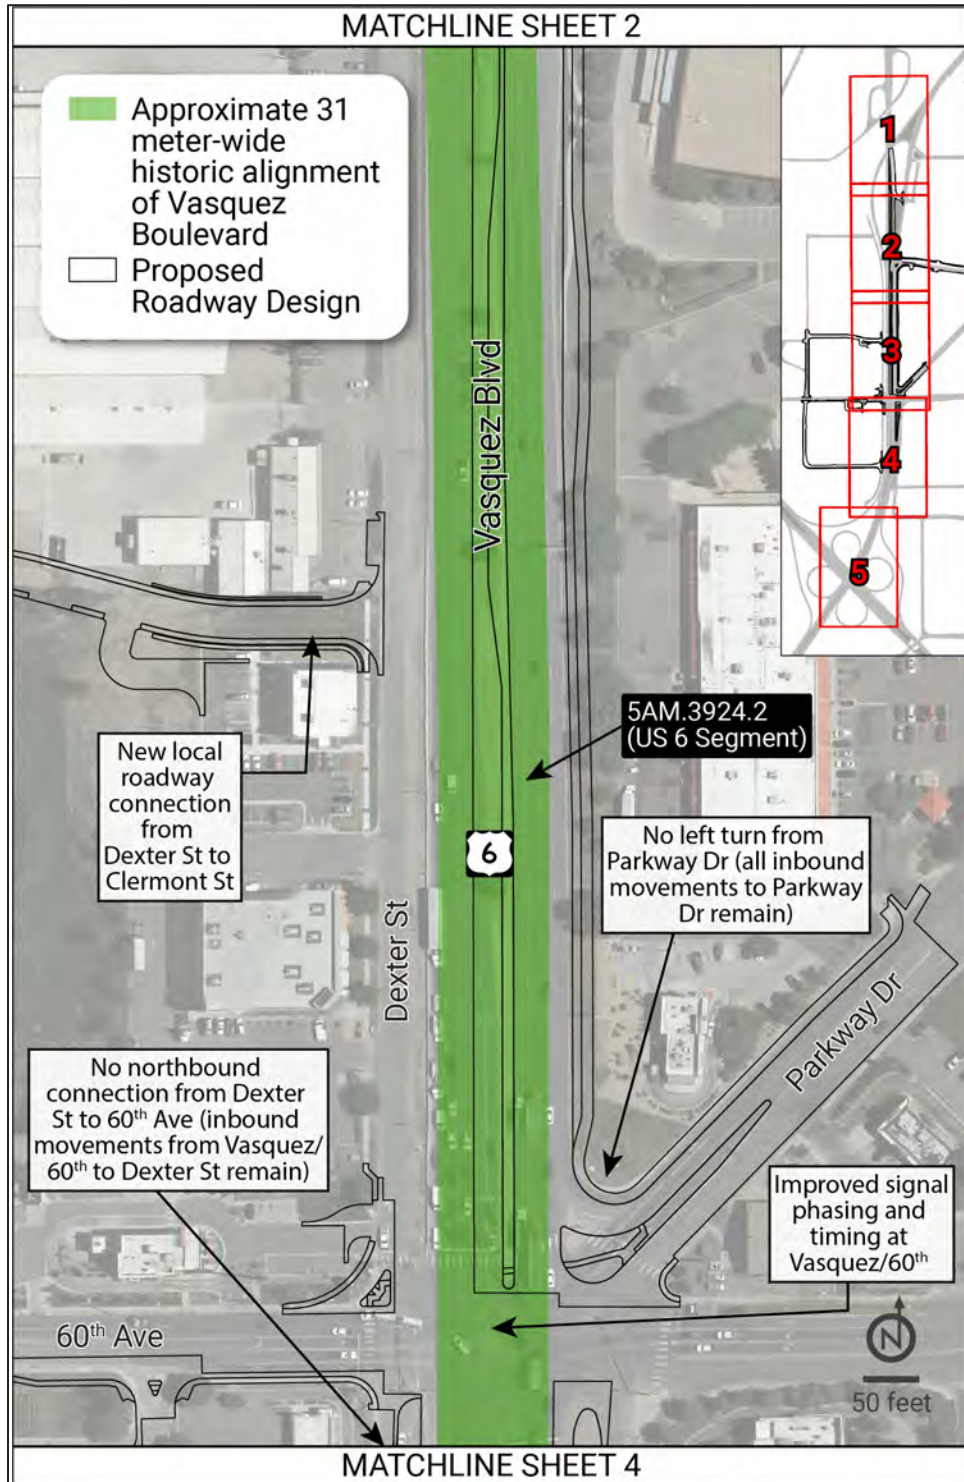 MATCHLINE SHEET 2
Approximate 31
meter-wide
historic alignment
of Vasquez
Boulevard
Proposed
Roadway Design
1
2
3
4
5
Vasquez Blvd
5AM.3924.2
(US 6 Segment)
New local
roadway
connection
from
Dexter St to
Clermont St
6
No left turn from
Parkway Dr (all inbound
movements to Parkway
Dr remain)
Dexter St
Parkway Dr
No northbound
connection from Dexter
St to 60th Ave (inbound
movements from Vasquez/
60th to Dexter St remain)
Improved signal
phasing and
timing at
Vasquez/60th
60th Ave
N
50 feet
MATCHLINE SHEET 4